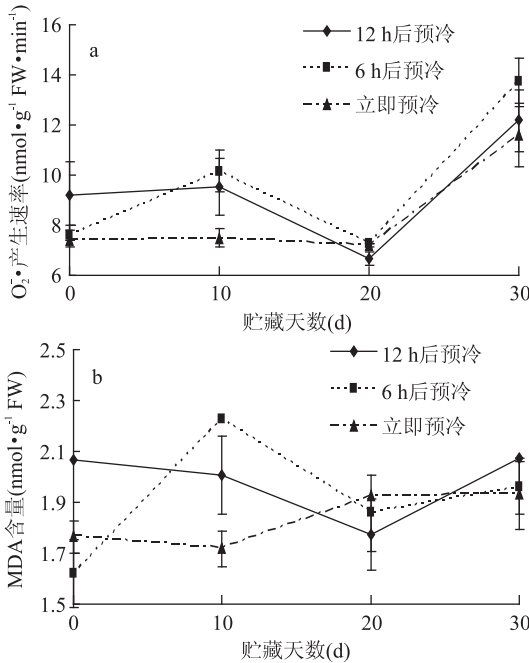 16
14
12
10
8
6
a
12 h后预冷
6 h后预冷
立即预冷
O₂⁻•产生速率(nmol•g⁻¹ FW•min⁻¹)
0
10
20
30
贮藏天数(d)
2.5
2.3
2.1
1.9
1.7
1.5
b
12 h后预冷
6 h后预冷
立即预冷
MDA含量(nmol•g⁻¹ FW)
0
10
20
30
贮藏天数(d)